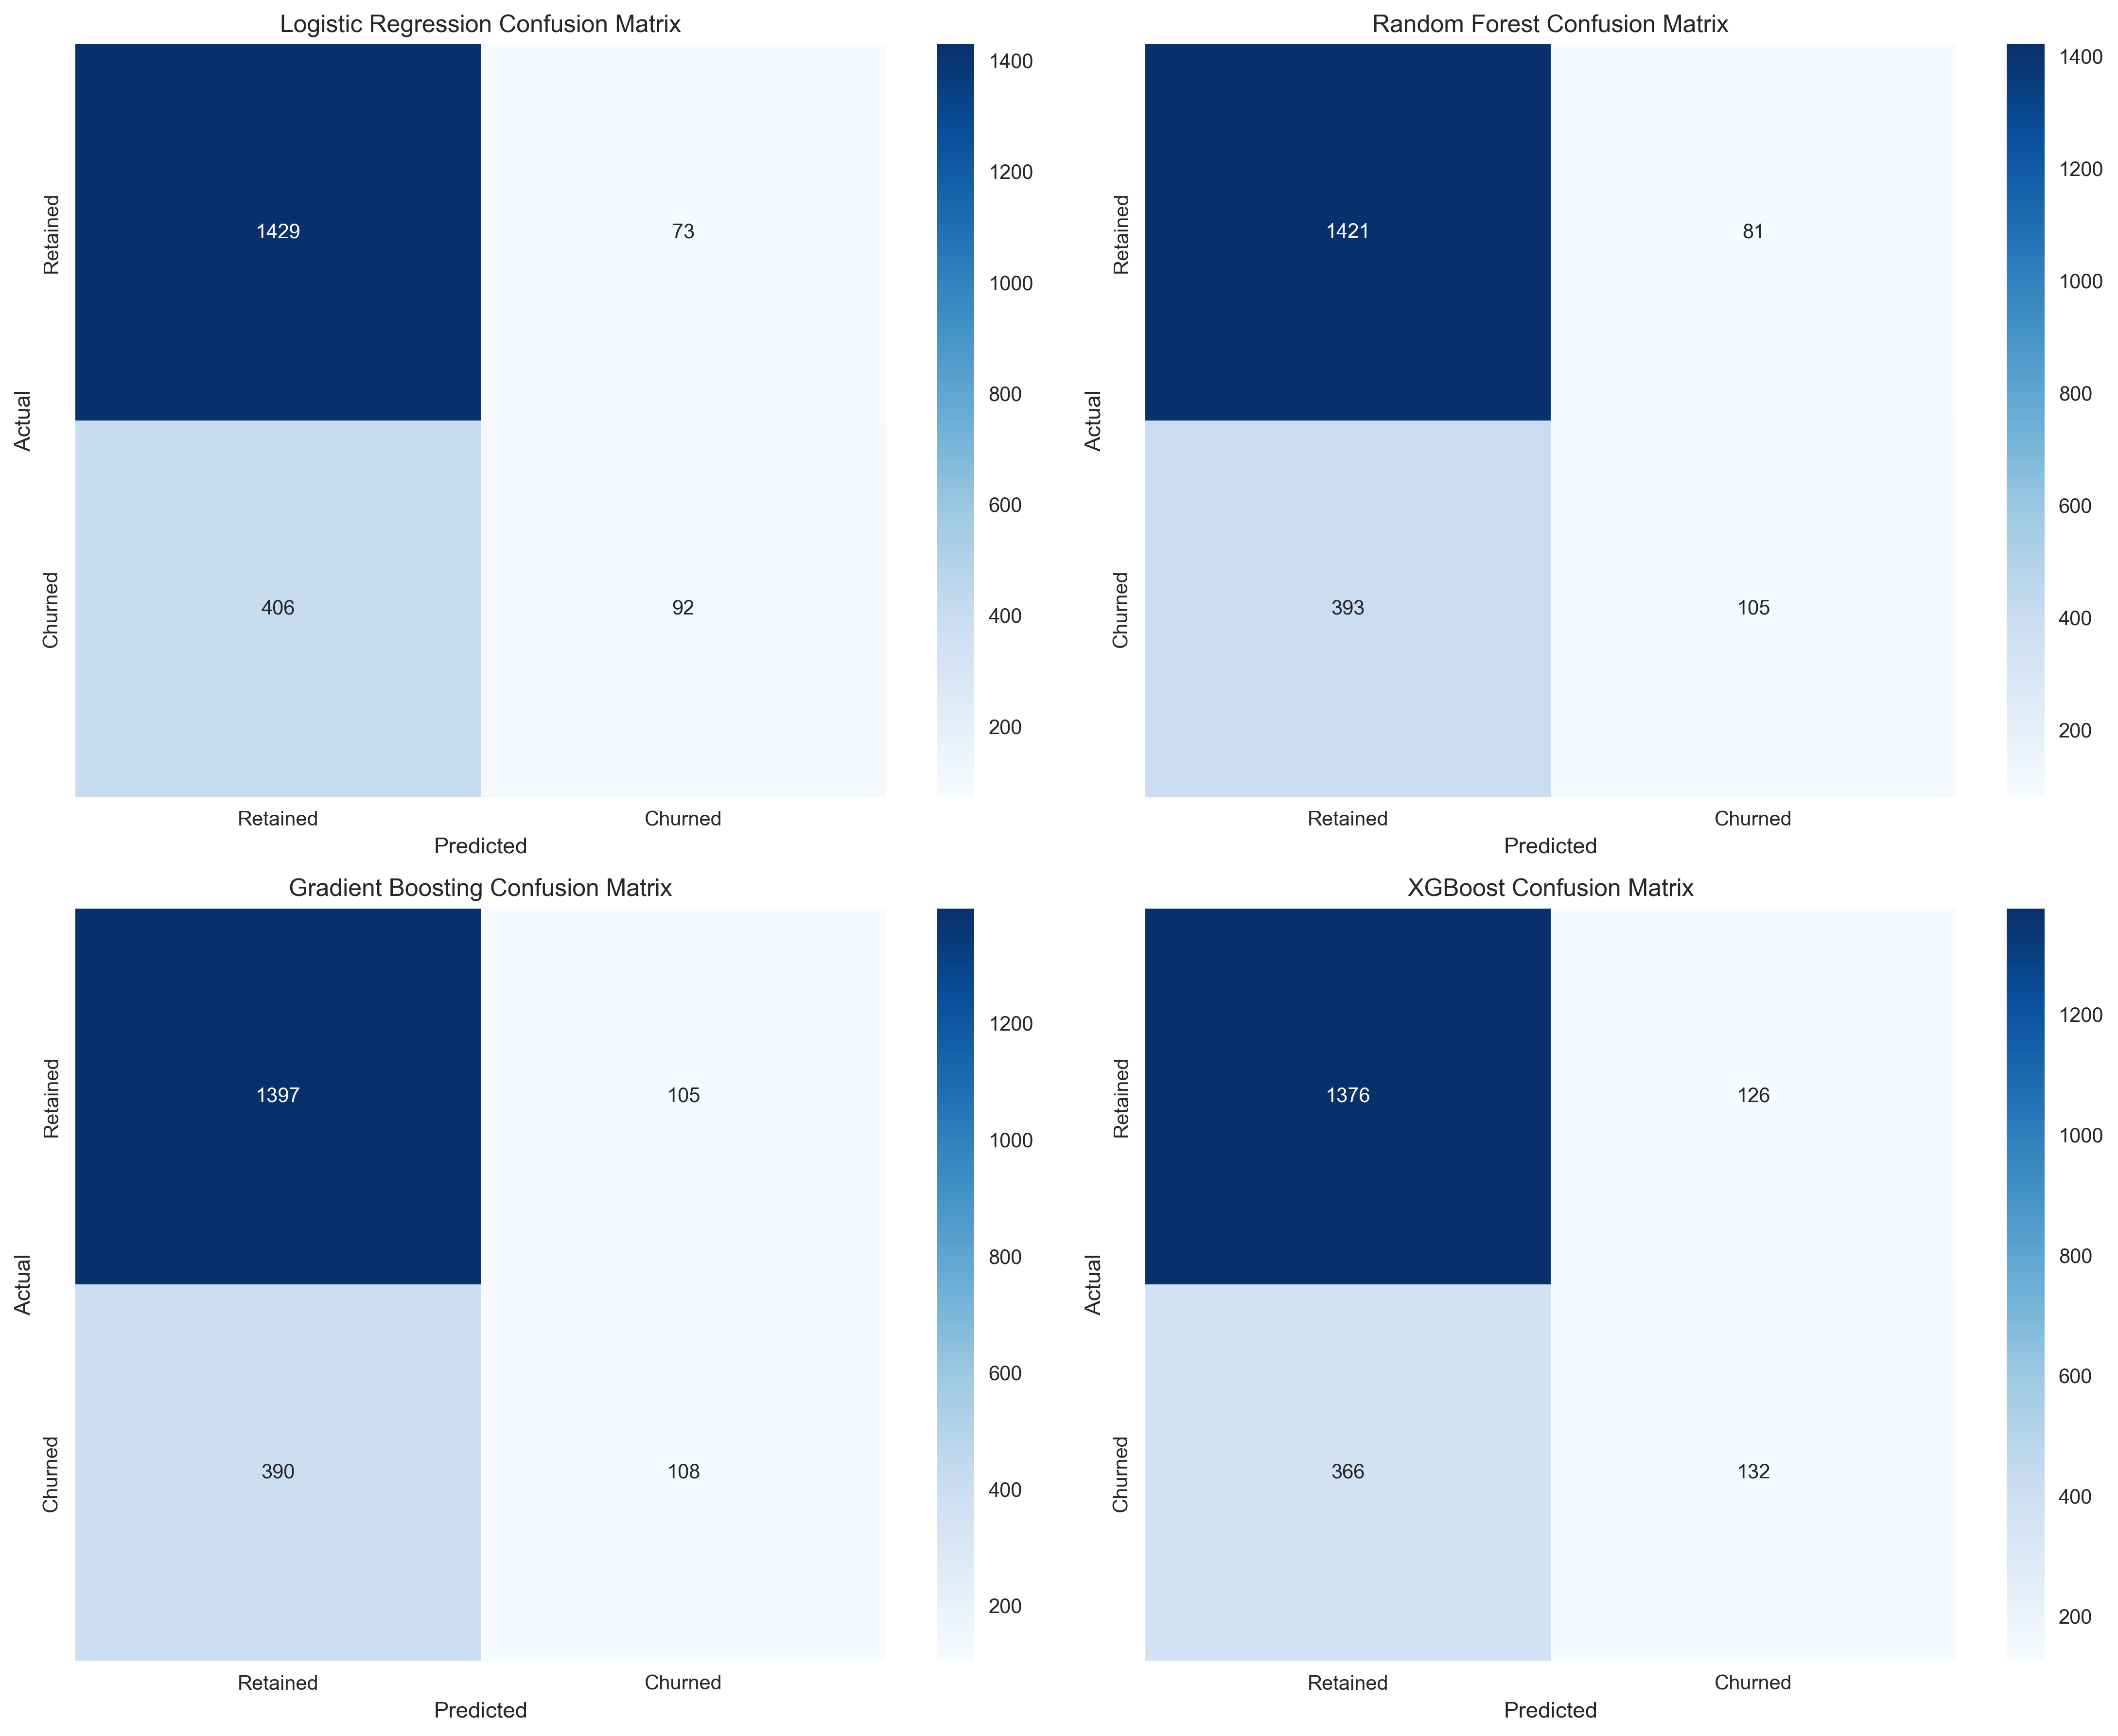 Logistic Regression Confusion Matrix
Actual
Retained
Churned
1429 73
406 92
Retained Churned
Predicted
1400
1200
1000
800
600
400
200
Random Forest Confusion Matrix
Actual
Retained
Churned
1421 81
393 105
Retained Churned
Predicted
1400
1200
1000
800
600
400
200
Gradient Boosting Confusion Matrix
Actual
Retained
Churned
1397 105
390 108
Retained Churned
Predicted
1200
1000
800
600
400
200
XGBoost Confusion Matrix
Actual
Retained
Churned
1376 126
366 132
Retained Churned
Predicted
1200
1000
800
600
400
200